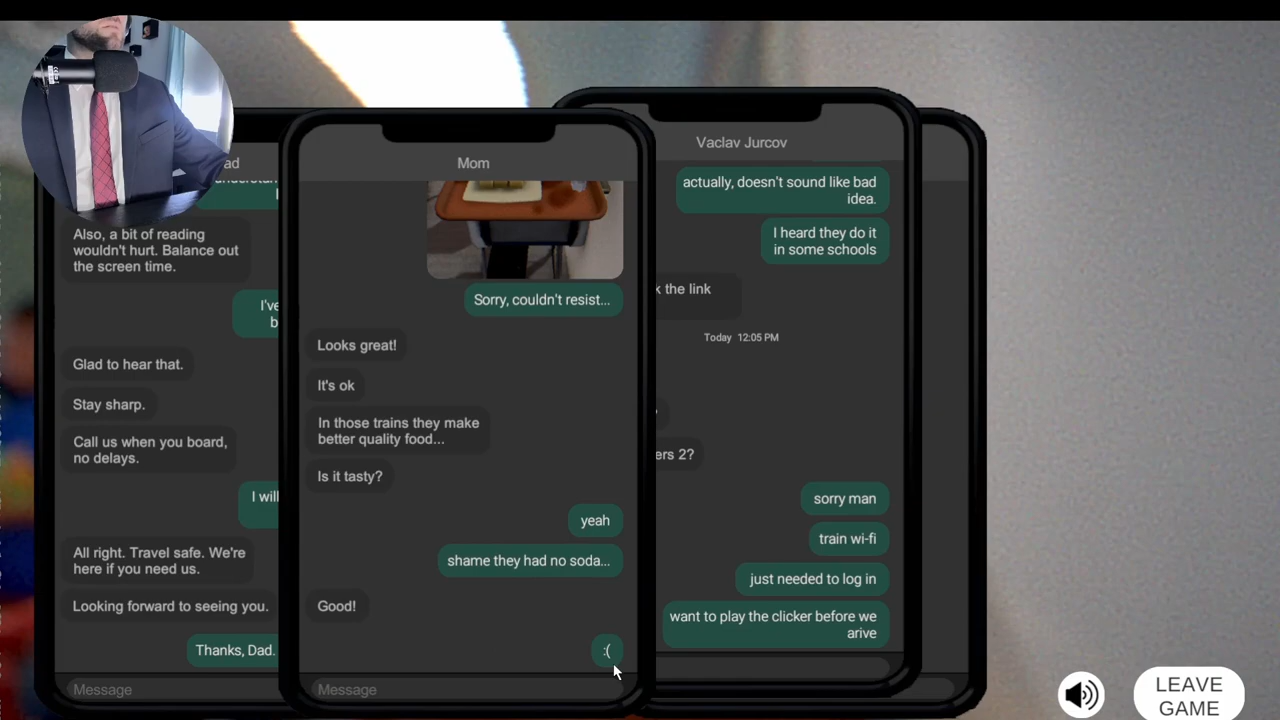 ad
understan
Also, a bit of reading
wouldn't hurt. Balance out
the screen time.
I've
b
Glad to hear that.
Stay sharp.
Call us when you board,
no delays.
I will
All right. Travel safe. We're
here if you need us.
Looking forward to seeing you.
Thanks, Dad.
Message
Mom
Sorry, couldn't resist...
Looks great!
It's ok
In those trains they make
better quality food...
Is it tasty?
yeah
shame they had no soda...
Good!
:(
Message
Vaclav Jurcov
actually, doesn't sound like bad
idea.
I heard they do it
in some schools
k the link
Today 12:05 PM
?
ers 2?
sorry man
train wi-fi
just needed to log in
want to play the clicker before we
arive
LEAVE
GAME